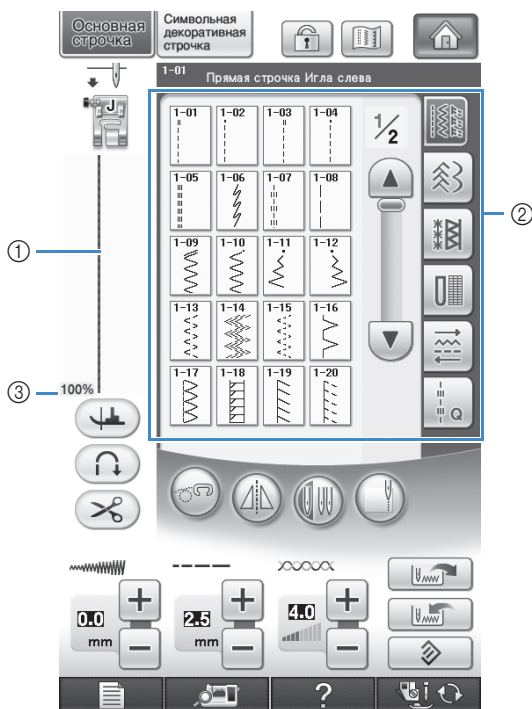 Основная
строчка
Символьная
декоративная
строчка
1-01
Прямая строчка Игла слева
J
1-01 1-02 1-03 1-04
1/2
1-05 1-06 1-07 1-08
②
①
1-09 1-10 1-11 1-12
1-13 1-14 1-15 1-16
③ 100%
1-17 1-18 1-19 1-20
Q
0.0 + 2.5 + 4.0 +
mm − mm − −
?